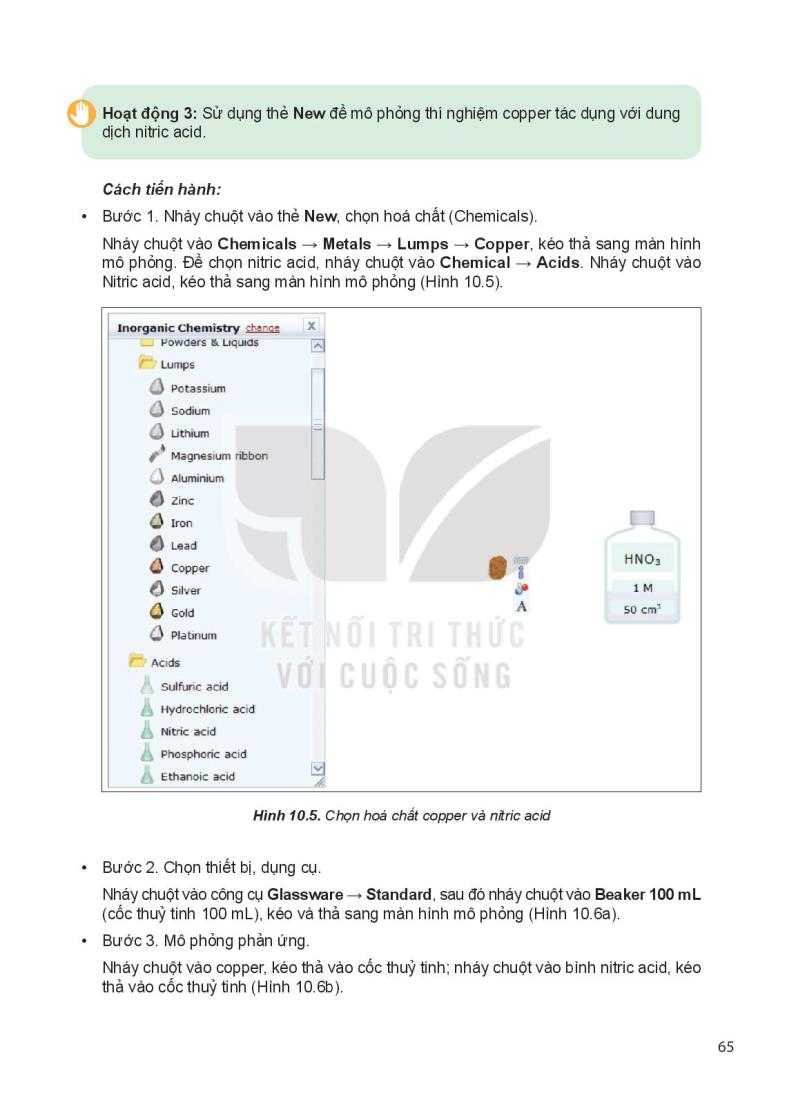 Hoạt động 3: Sử dụng thẻ New để mô phỏng thí nghiệm copper tác dụng với dung
dịch nitric acid.
Cách tiến hành:
• Bước 1. Nháy chuột vào thẻ New, chọn hoá chất (Chemicals).
Nháy chuột vào Chemicals → Metals → Lumps → Copper, kéo thả sang màn hình
mô phỏng. Để chọn nitric acid, nháy chuột vào Chemical → Acids. Nháy chuột vào
Nitric acid, kéo thả sang màn hình mô phỏng (Hình 10.5).
Inorganic Chemistry change x
Powders & Liquids
Lumps
Potassium
Sodium
Lithium
Magnesium ribbon
Aluminium
Zinc
Iron
Lead
Copper
Silver
Gold
Platinum
Acids
Sulfuric acid
Hydrochloric acid
Nitric acid
Phosphoric acid
Ethanoic acid
A
HNO₃
1 M
50 cm³
KẾT NỐI TRI THỨC
VỚI CUỘC SỐNG
Hình 10.5. Chọn hoá chất copper và nitric acid
• Bước 2. Chọn thiết bị, dụng cụ.
Nháy chuột vào công cụ Glassware → Standard, sau đó nháy chuột vào Beaker 100 mL
(cốc thuỷ tinh 100 mL), kéo và thả sang màn hình mô phỏng (Hình 10.6a).
• Bước 3. Mô phỏng phản ứng.
Nháy chuột vào copper, kéo thả vào cốc thuỷ tinh; nháy chuột vào bình nitric acid, kéo
thả vào cốc thuỷ tinh (Hình 10.6b).
65